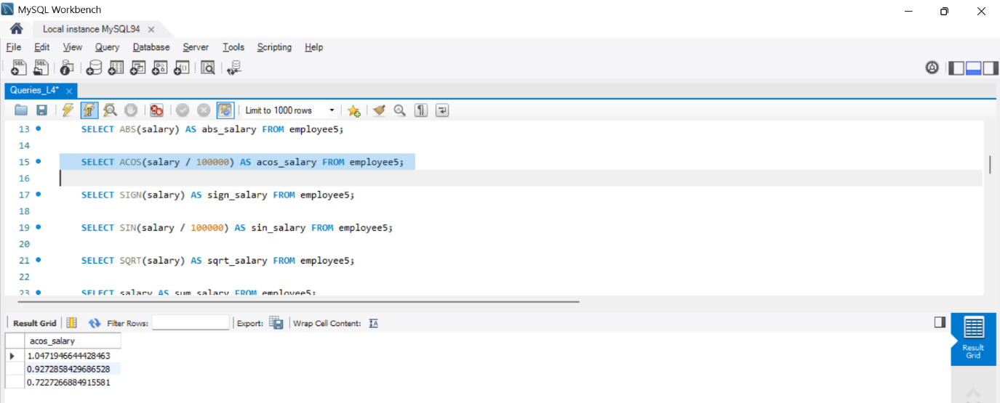 MySQL Workbench
Local instance MySQL94
File Edit View Query Database Server Tools Scripting Help
Queries_L4*
Limit to 1000 rows
13 SELECT ABS(salary) AS abs_salary FROM employee5;
14
15 SELECT ACOS(salary / 100000) AS acos_salary FROM employee5;
16
17 SELECT SIGN(salary) AS sign_salary FROM employee5;
18
19 SELECT SIN(salary / 100000) AS sin_salary FROM employee5;
20
21 SELECT SQRT(salary) AS sqrt_salary FROM employee5;
22
23 SELECT salary AS sum_salary FROM employee5;
Result Grid Filter Rows: Export: Wrap Cell Content:
acos_salary
1.0471946644428463
0.9272858429686528
0.7227266884915581
Result
Grid